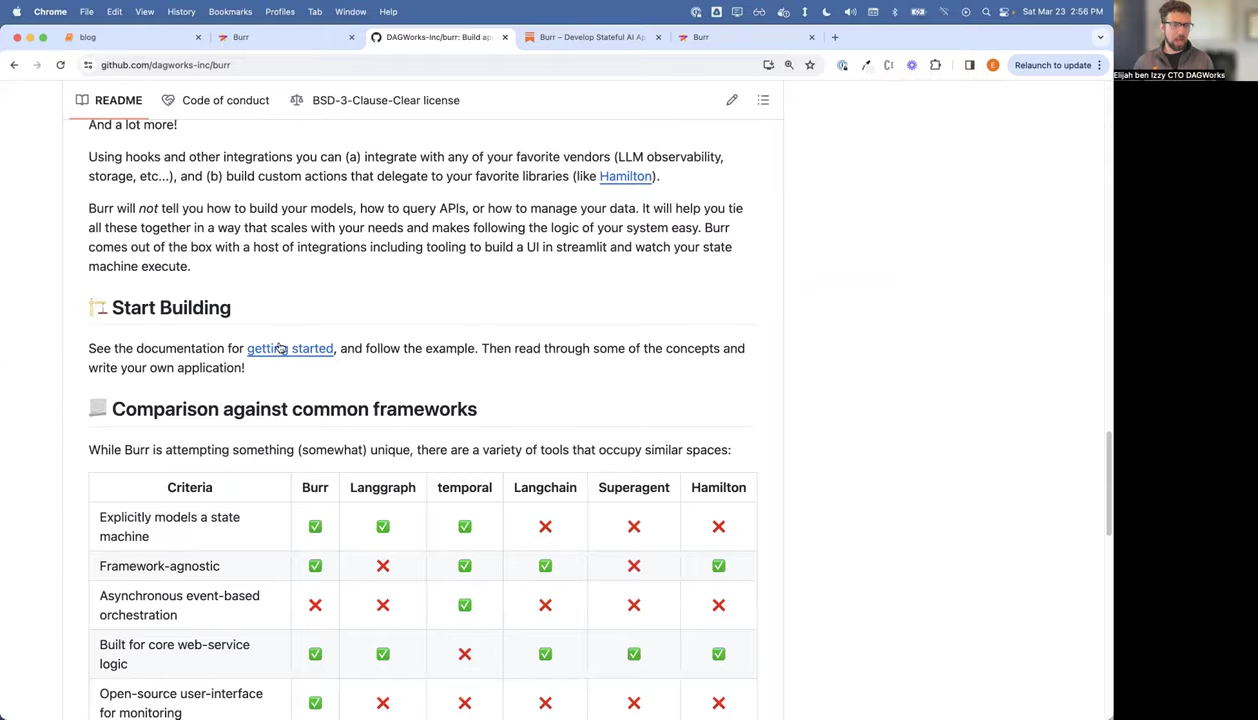 Chrome File Edit View History Bookmarks Profiles Tab Window Help Sat Mar 23 2:56 PM
blog Burr DAGWorks-inc/burr: Build ap Burr – Develop Stateful AI Ap Burr
github.com/dagworks-inc/burr E Relaunch to update
Elijah ben Izzy CTO DAGWorks
README Code of conduct BSD-3-Clause-Clear license
And a lot more!
Using hooks and other integrations you can (a) integrate with any of your favorite vendors (LLM observability,
storage, etc...), and (b) build custom actions that delegate to your favorite libraries (like Hamilton).
Burr will not tell you how to build your models, how to query APIs, or how to manage your data. It will help you tie
all these together in a way that scales with your needs and makes following the logic of your system easy. Burr
comes out of the box with a host of integrations including tooling to build a UI in streamlit and watch your state
machine execute.
Start Building
See the documentation for getting started, and follow the example. Then read through some of the concepts and
write your own application!
Comparison against common frameworks
While Burr is attempting something (somewhat) unique, there are a variety of tools that occupy similar spaces:
Criteria Burr Langgraph temporal Langchain Superagent Hamilton
Explicitly models a state
machine
Framework-agnostic
Asynchronous event-based
orchestration
Built for core web-service
logic
Open-source user-interface
for monitoring